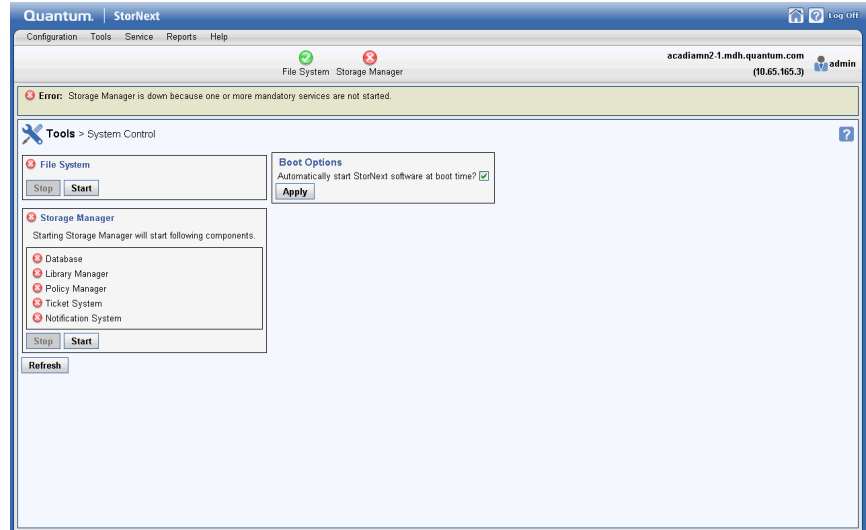 Quantum. StorNext
Log Off
Configuration Tools Service Reports Help
File System Storage Manager
acadiamn2-1.mdh.quantum.com
(10.65.165.3)
admin
Error: Storage Manager is down because one or more mandatory services are not started.
Tools > System Control
File System
Stop Start
Boot Options
Automatically start StorNext software at boot time?
Apply
Storage Manager
Starting Storage Manager will start following components.
Database
Library Manager
Policy Manager
Ticket System
Notification System
Stop Start
Refresh